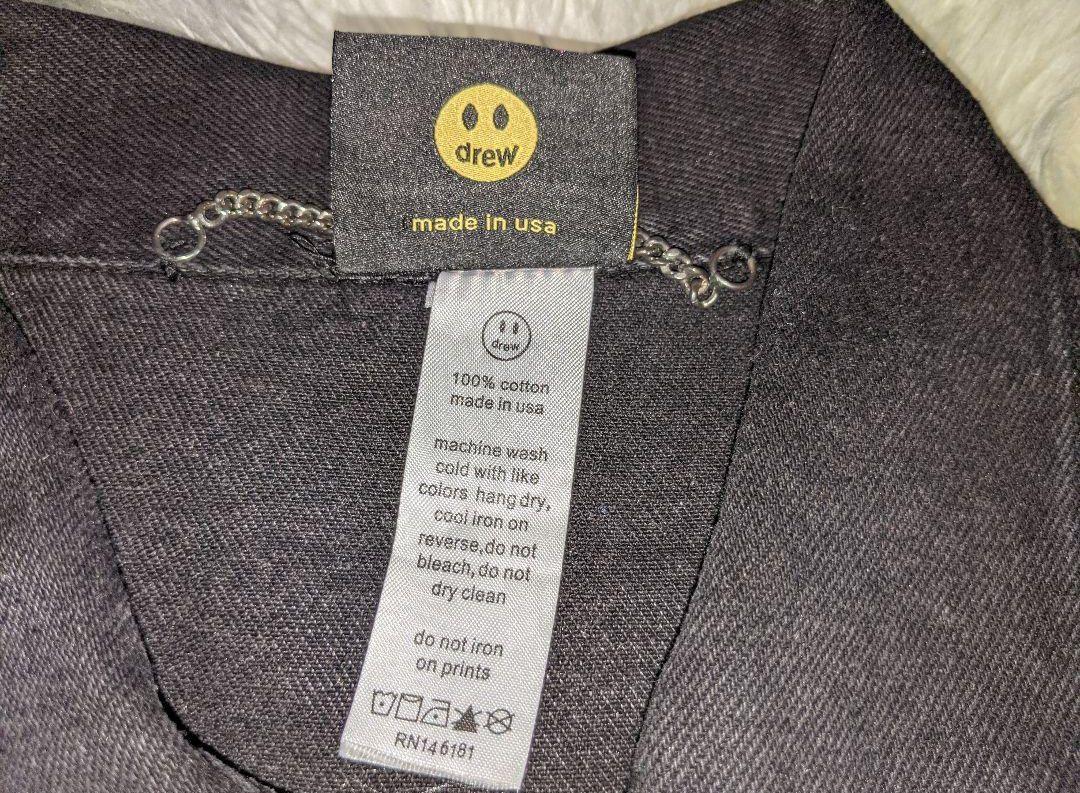 drew
made in usa
drew
100% cotton
made in usa
machine wash
cold with like
colors hang dry,
cool iron on
reverse,do not
bleach, do not
dry clean
do not iron
on prints
RN146181